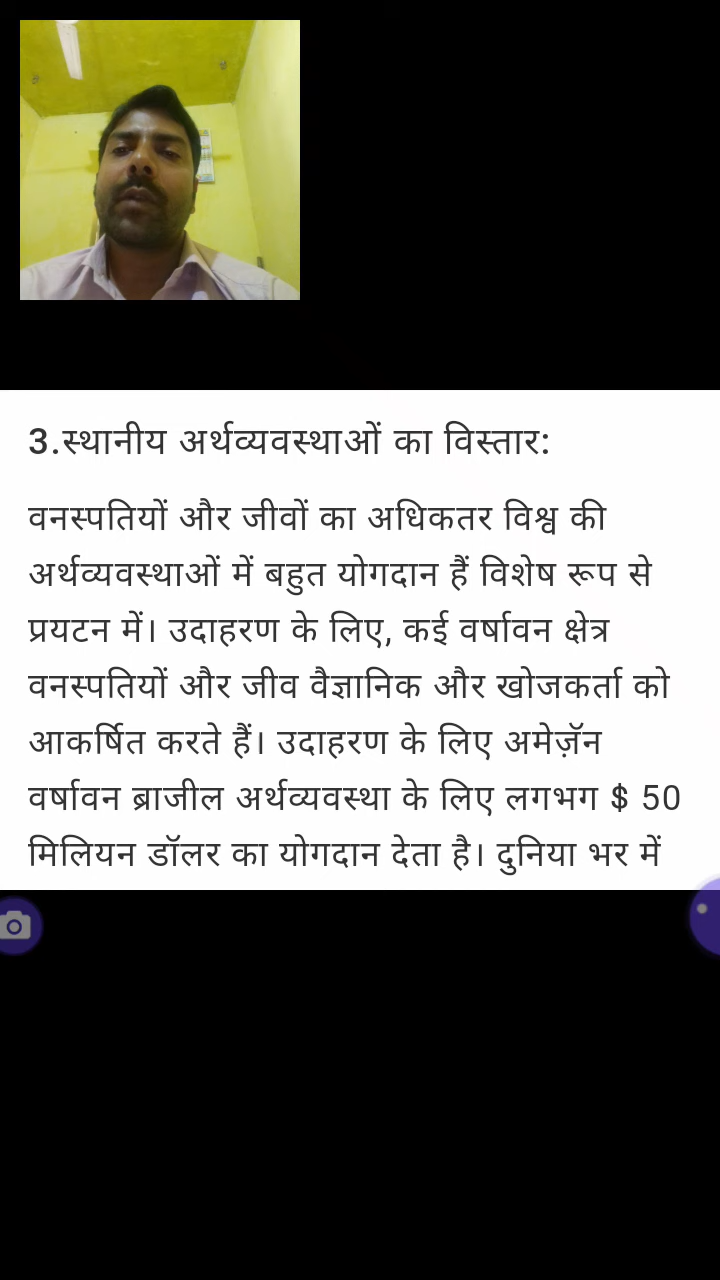 3.स्थानीय अर्थव्यवस्थाओं का विस्तार:
वनस्पतियों और जीवों का अधिकतर विश्व की
अर्थव्यवस्थाओं में बहुत योगदान हैं विशेष रूप से
प्रयटन में। उदाहरण के लिए, कई वर्षावन क्षेत्र
वनस्पतियों और जीव वैज्ञानिक और खोजकर्ता को
आकर्षित करते हैं। उदाहरण के लिए अमेज़ॅन
वर्षावन ब्राजील अर्थव्यवस्था के लिए लगभग $ 50
मिलियन डॉलर का योगदान देता है। दुनिया भर में